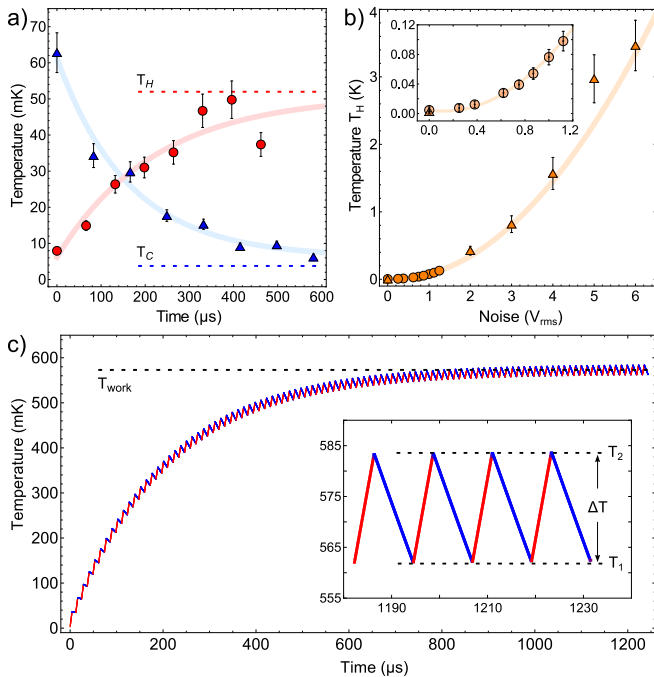 a)
Temperature (mK)
70
60
50
40
30
20
10
0
T_H
T_C
0 100 200 300 400 500 600
Time (µs)
b)
Temperature T_H (K)
4
3
2
1
0
0.12
0.08
0.04
0.00
0.0 0.4 0.8 1.2
0 1 2 3 4 5 6
Noise (V_rms)
c)
Temperature (mK)
600
500
400
300
200
100
0
T_work
585
575
565
555
T_2
ΔT
T_1
1190 1210 1230
0 200 400 600 800 1000 1200
Time (µs)